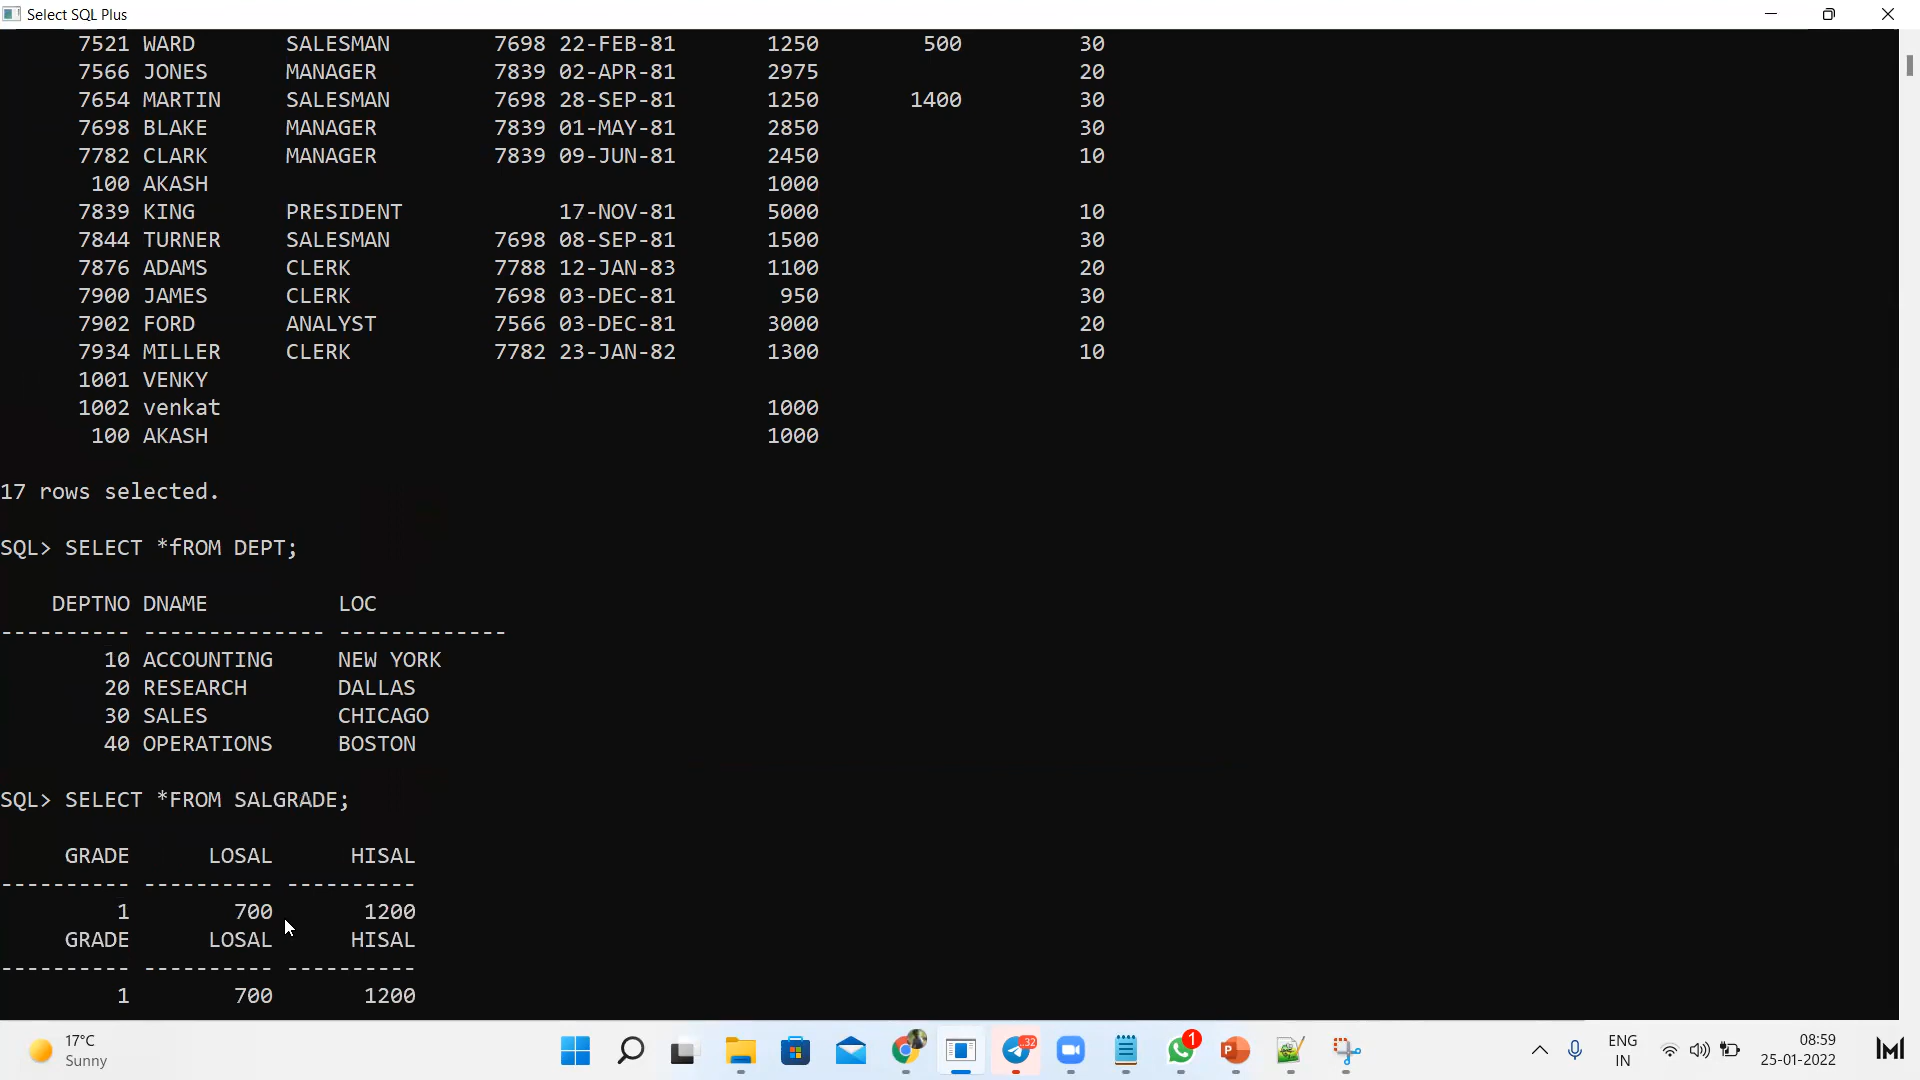 Select SQL Plus
7521 WARD SALESMAN 7698 22-FEB-81 1250 500 30
7566 JONES MANAGER 7839 02-APR-81 2975 20
7654 MARTIN SALESMAN 7698 28-SEP-81 1250 1400 30
7698 BLAKE MANAGER 7839 01-MAY-81 2850 30
7782 CLARK MANAGER 7839 09-JUN-81 2450 10
100 AKASH 1000
7839 KING PRESIDENT 17-NOV-81 5000 10
7844 TURNER SALESMAN 7698 08-SEP-81 1500 30
7876 ADAMS CLERK 7788 12-JAN-83 1100 20
7900 JAMES CLERK 7698 03-DEC-81 950 30
7902 FORD ANALYST 7566 03-DEC-81 3000 20
7934 MILLER CLERK 7782 23-JAN-82 1300 10
1001 VENKY
1002 venkat 1000
100 AKASH 1000
17 rows selected.
SQL> SELECT *fROM DEPT;
DEPTNO DNAME LOC
---------- -------------- -------------
10 ACCOUNTING NEW YORK
20 RESEARCH DALLAS
30 SALES CHICAGO
40 OPERATIONS BOSTON
SQL> SELECT *FROM SALGRADE;
GRADE LOSAL HISAL
---------- ---------- ----------
1 700 1200
GRADE LOSAL HISAL
---------- ---------- ----------
1 700 1200
17°C
Sunny
32
1
ENG
IN
08:59
25-01-2022